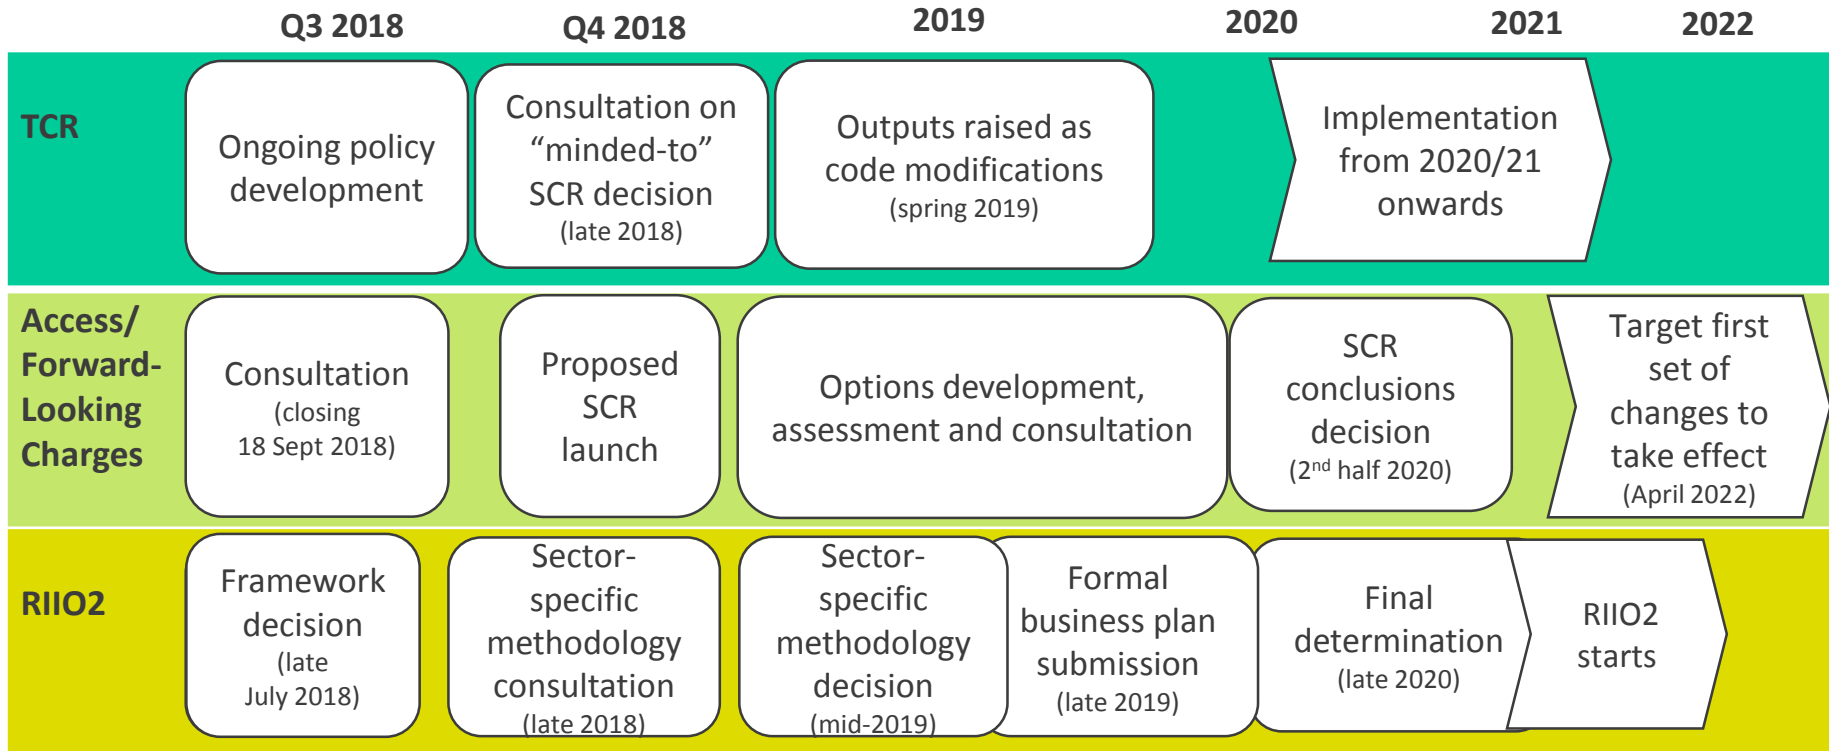 Q3 2018
Q4 2018
2019
2020
2021
2022
TCR
Ongoing policy
development
Consultation on
“minded-to”
SCR decision
(late 2018)
Outputs raised as
code modifications
(spring 2019)
Implementation
from 2020/21
onwards
Access/
Forward-
Looking
Charges
Consultation
(closing
18 Sept 2018)
Proposed
SCR
launch
Options development,
assessment and consultation
SCR
conclusions
decision
(2nd half 2020)
Target first
set of
changes to
take effect
(April 2022)
RIIO2
Framework
decision
(late
July 2018)
Sector-
specific
methodology
consultation
(late 2018)
Sector-
specific
methodology
decision
(mid-2019)
Formal
business plan
submission
(late 2019)
Final
determination
(late 2020)
RIIO2
starts